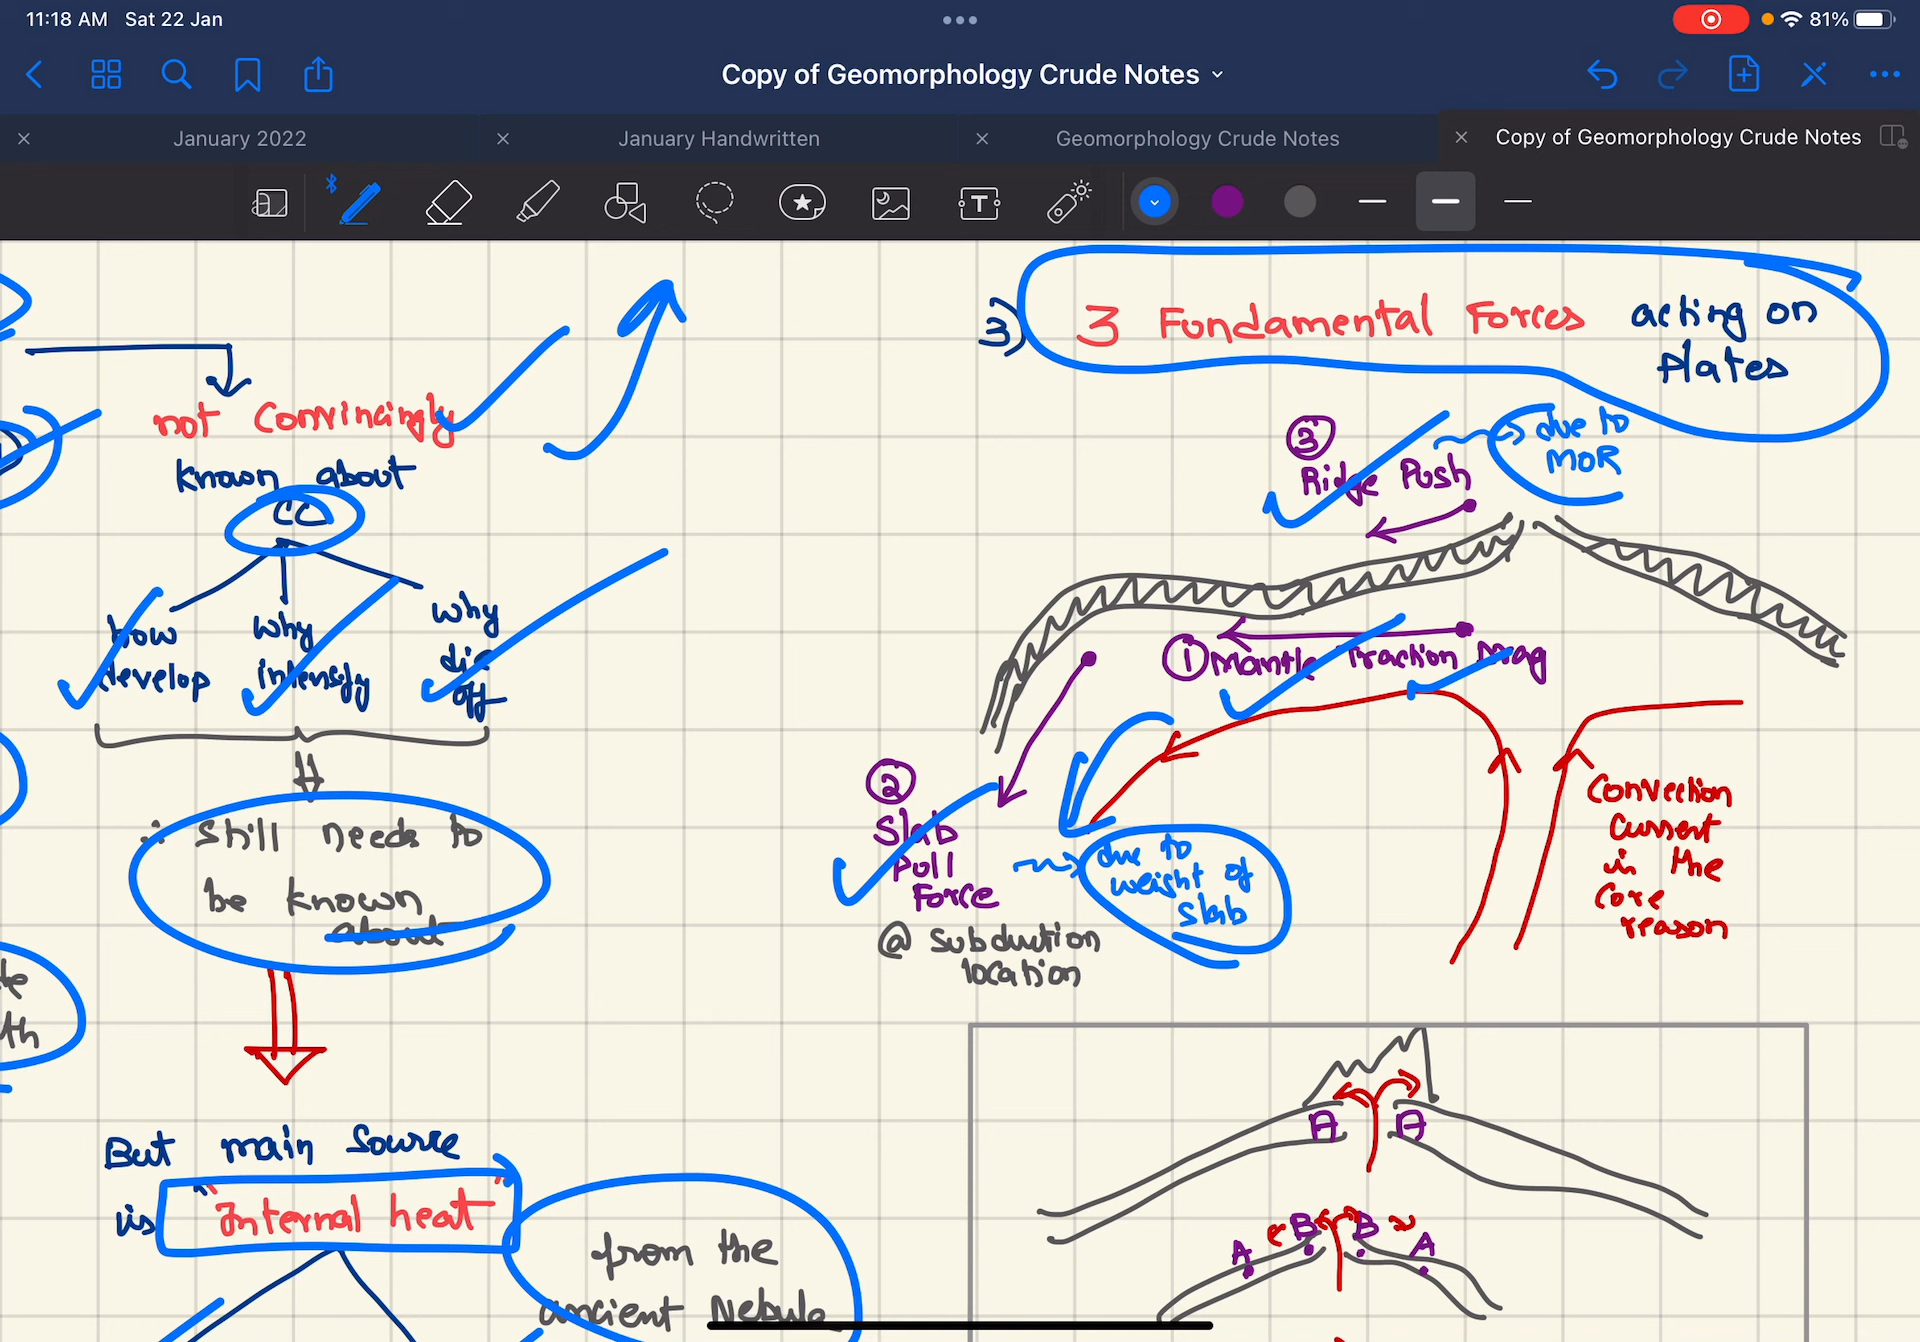 11:18 AM Sat 22 Jan
81%
Copy of Geomorphology Crude Notes
January 2022
January Handwritten
Geomorphology Crude Notes
Copy of Geomorphology Crude Notes
not convincingly
known about
CC
how
develop
why
intensify
why
die
off
∴ still needs to
be known
about
But main source
is "Internal heat"
from the
ancient Nebula
th
3) 3 Fundamental Forces acting on
plates
③
Ridge Push
due to
MOR
① Mantle Traction Drag
②
Slab
Pull
Force
due to
weight of
slab
@ subduction
location
Convection
current
in the
core
reason
A A
A B B A